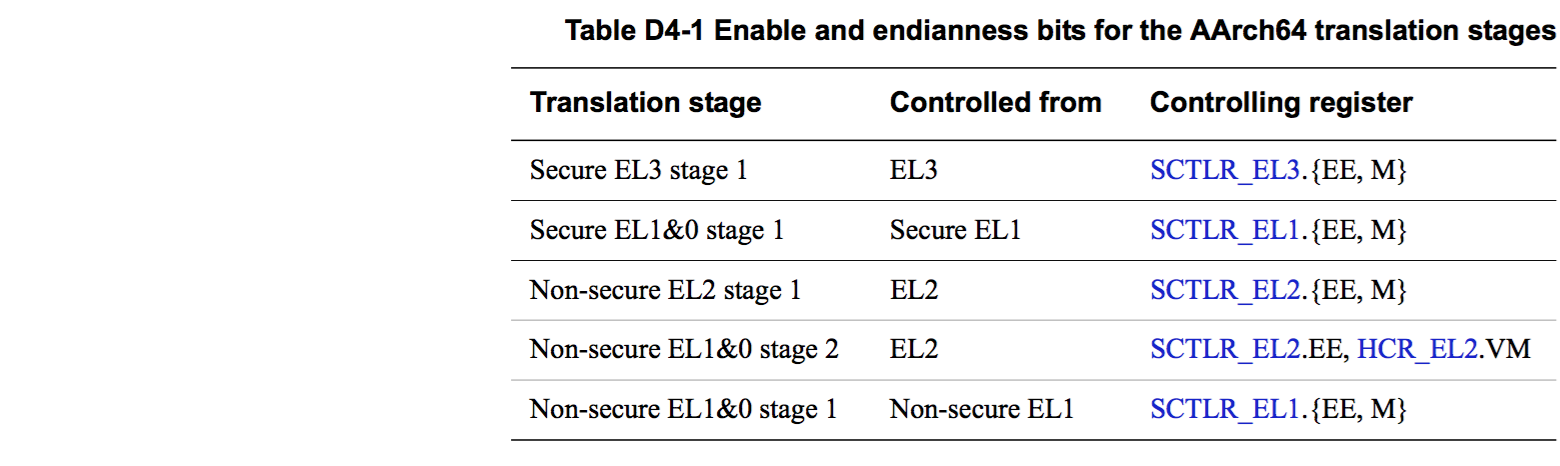 Table D4-1 Enable and endianness bits for the AArch64 translation stages
Translation stage Controlled from Controlling register
Secure EL3 stage 1 EL3 SCTLR_EL3.{EE, M}
Secure EL1&0 stage 1 Secure EL1 SCTLR_EL1.{EE, M}
Non-secure EL2 stage 1 EL2 SCTLR_EL2.{EE, M}
Non-secure EL1&0 stage 2 EL2 SCTLR_EL2.EE, HCR_EL2.VM
Non-secure EL1&0 stage 1 Non-secure EL1 SCTLR_EL1.{EE, M}